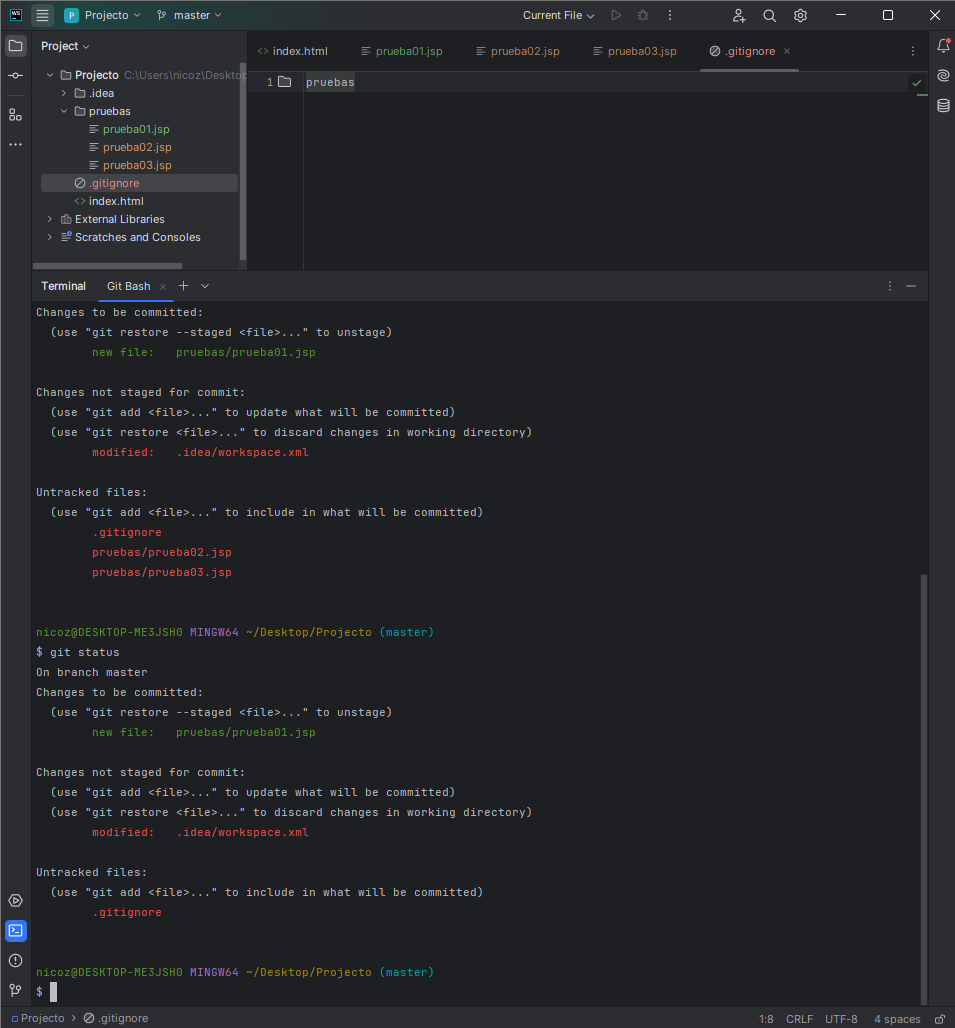 WS P Projecto master Current File
Project
index.html prueba01.jsp prueba02.jsp prueba03.jsp .gitignore
Projecto C:\Users\nicoz\Deskto
.idea
pruebas
prueba01.jsp
prueba02.jsp
prueba03.jsp
.gitignore
index.html
External Libraries
Scratches and Consoles
1 pruebas
Terminal Git Bash
Changes to be committed:
(use "git restore --staged <file>..." to unstage)
new file: pruebas/prueba01.jsp
Changes not staged for commit:
(use "git add <file>..." to update what will be committed)
(use "git restore <file>..." to discard changes in working directory)
modified: .idea/workspace.xml
Untracked files:
(use "git add <file>..." to include in what will be committed)
.gitignore
pruebas/prueba02.jsp
pruebas/prueba03.jsp
nicoz@DESKTOP-ME3JSH0 MINGW64 ~/Desktop/Projecto (master)
$ git status
On branch master
Changes to be committed:
(use "git restore --staged <file>..." to unstage)
new file: pruebas/prueba01.jsp
Changes not staged for commit:
(use "git add <file>..." to update what will be committed)
(use "git restore <file>..." to discard changes in working directory)
modified: .idea/workspace.xml
Untracked files:
(use "git add <file>..." to include in what will be committed)
.gitignore
nicoz@DESKTOP-ME3JSH0 MINGW64 ~/Desktop/Projecto (master)
$
Projecto > .gitignore 1:8 CRLF UTF-8 4 spaces